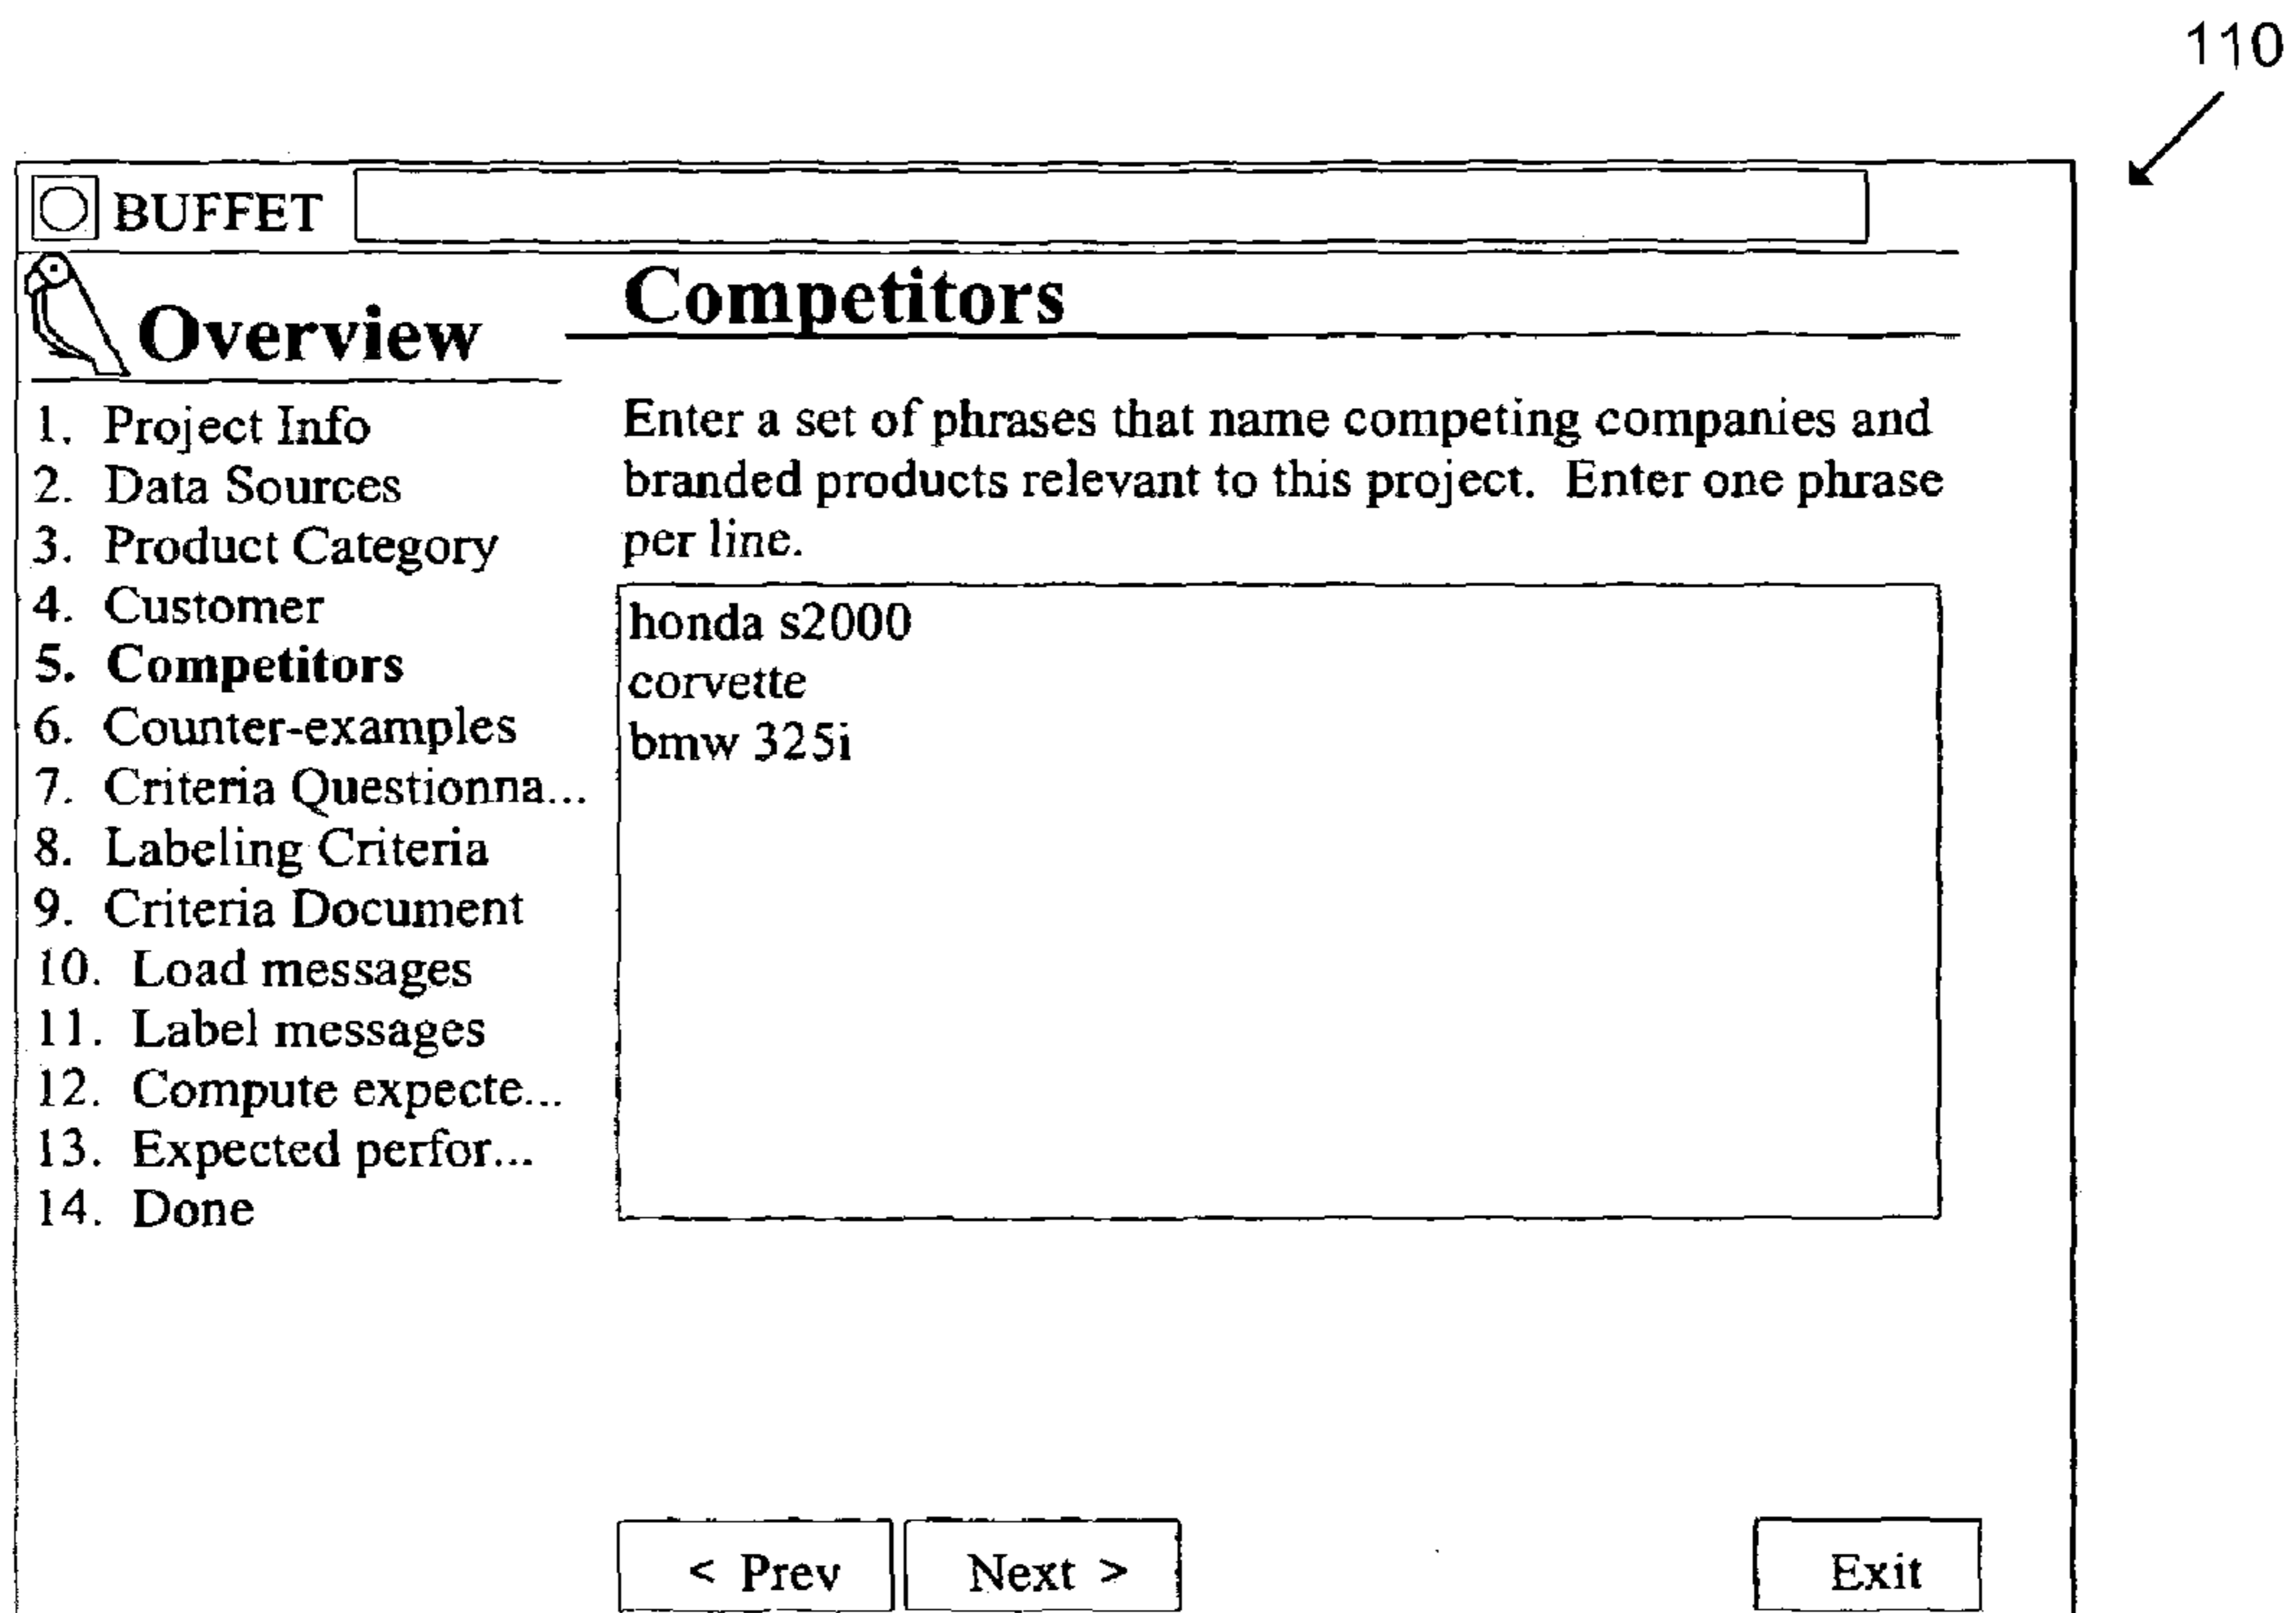 110
BUFFET
Overview
1. Project Info
2. Data Sources
3. Product Category
4. Customer
5. Competitors
6. Counter-examples
7. Criteria Questionna...
8. Labeling Criteria
9. Criteria Document
10. Load messages
11. Label messages
12. Compute expecte...
13. Expected perfor...
14. Done
Competitors
Enter a set of phrases that name competing companies and
branded products relevant to this project. Enter one phrase
per line.
honda s2000
corvette
bmw 325i
< Prev
Next >
Exit